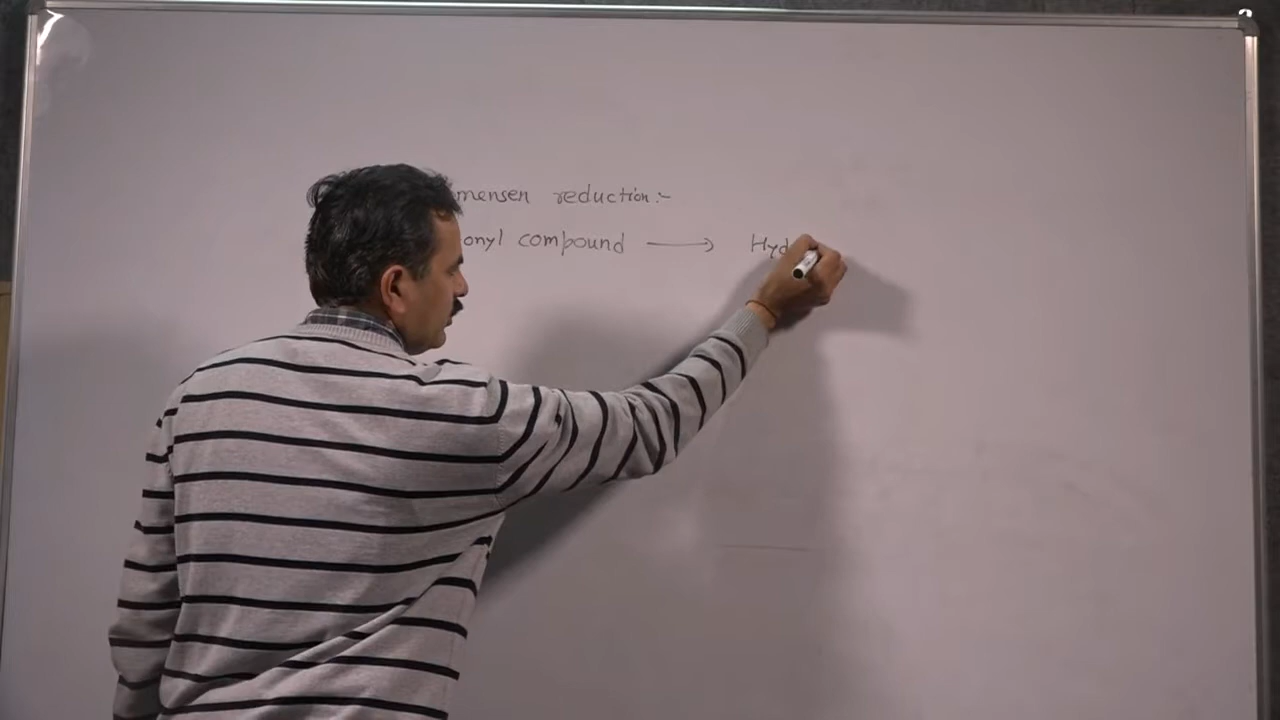 mensen reduction:-
onyl compound ⟶ Hyd